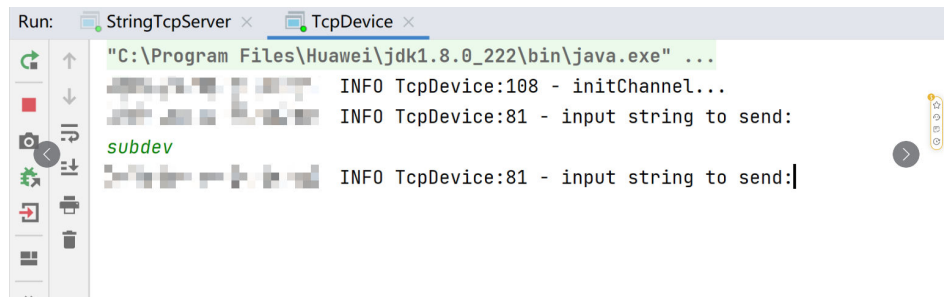 Run: StringTcpServer × TcpDevice ×
"C:\Program Files\Huawei\jdk1.8.0_222\bin\java.exe" ...
INFO TcpDevice:108 - initChannel...
INFO TcpDevice:81 - input string to send:
subdev
INFO TcpDevice:81 - input string to send: